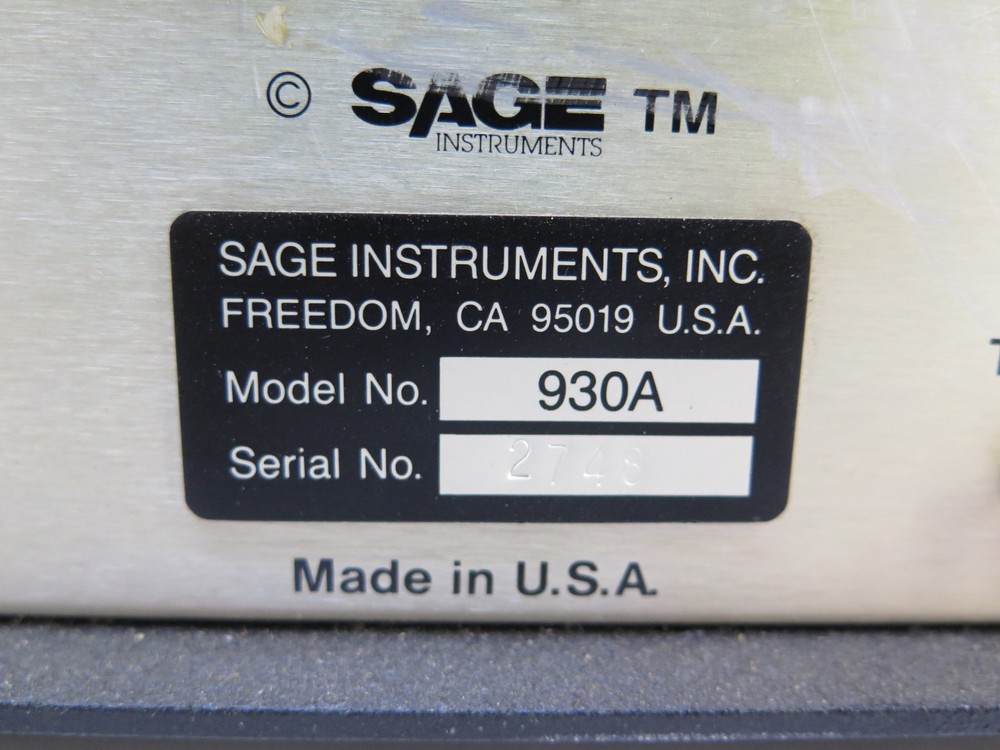 © SAGE TM
INSTRUMENTS
SAGE INSTRUMENTS, INC.
FREEDOM, CA 95019 U.S.A.
Model No. 930A
Serial No.
Made in U.S.A.